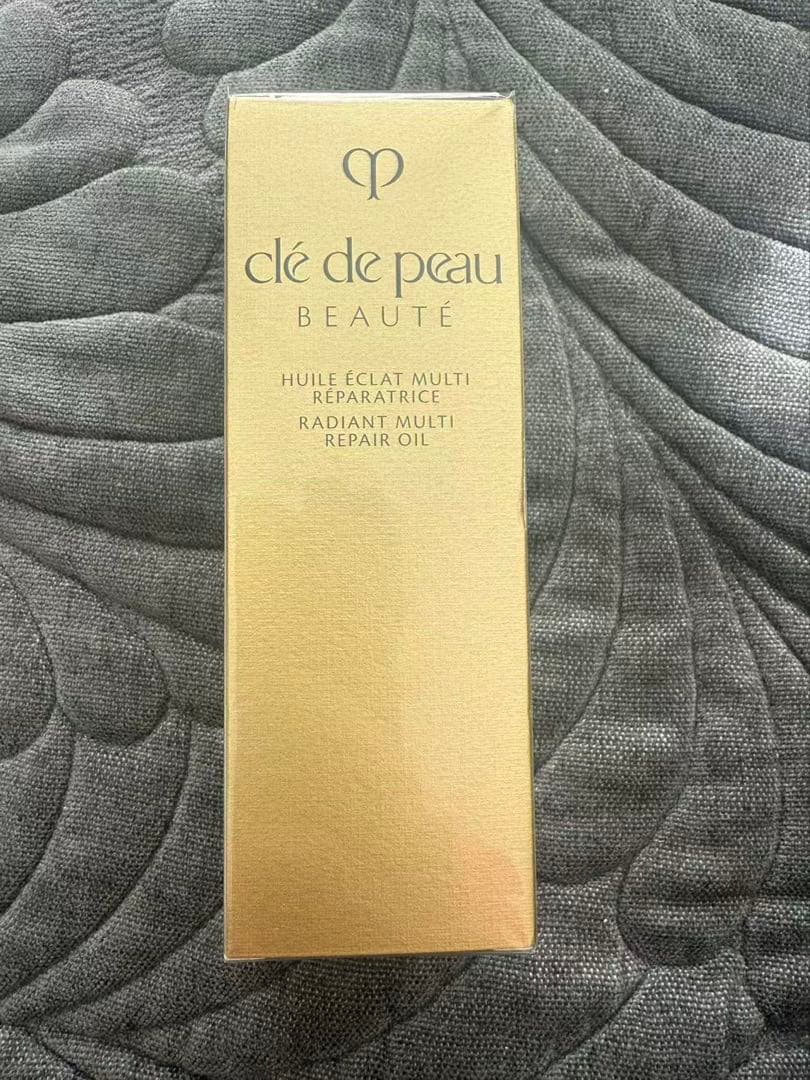 clé de peau
BEAUTÉ
HUILE ÉCLAT MULTI
RÉPARATRICE
RADIANT MULTI
REPAIR OIL